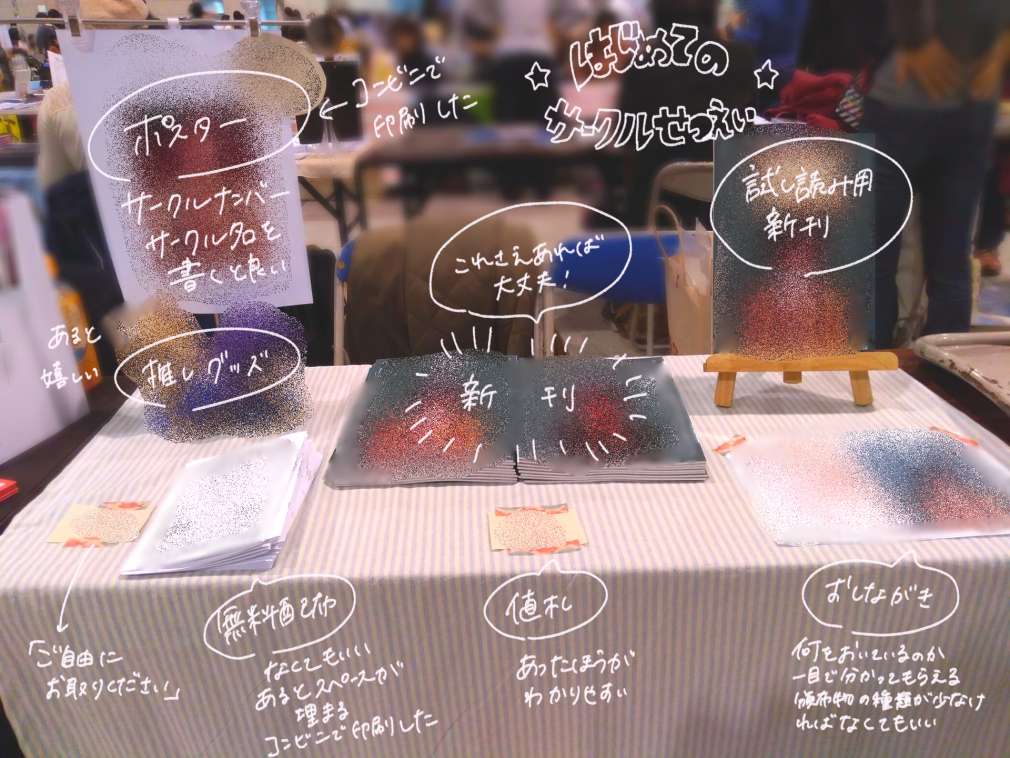 はじめての
サークルせつえい
ポスター
← コンビニで
印刷した
サークルナンバー
サークル名を
書くと良い
試し読み用
新刊
これさえあれば
大丈夫!
あると
嬉しい
推しグッズ
新刊
「ご自由に
お取りください」
無料配布
なくてもいい
あるとスペースが
埋まる
コンビニで印刷した
値札
あったほうが
わかりやすい
おしながき
何をおいているのか
一目で分かってもらえる
頒布物の種類が少なけ
ればなくてもいい